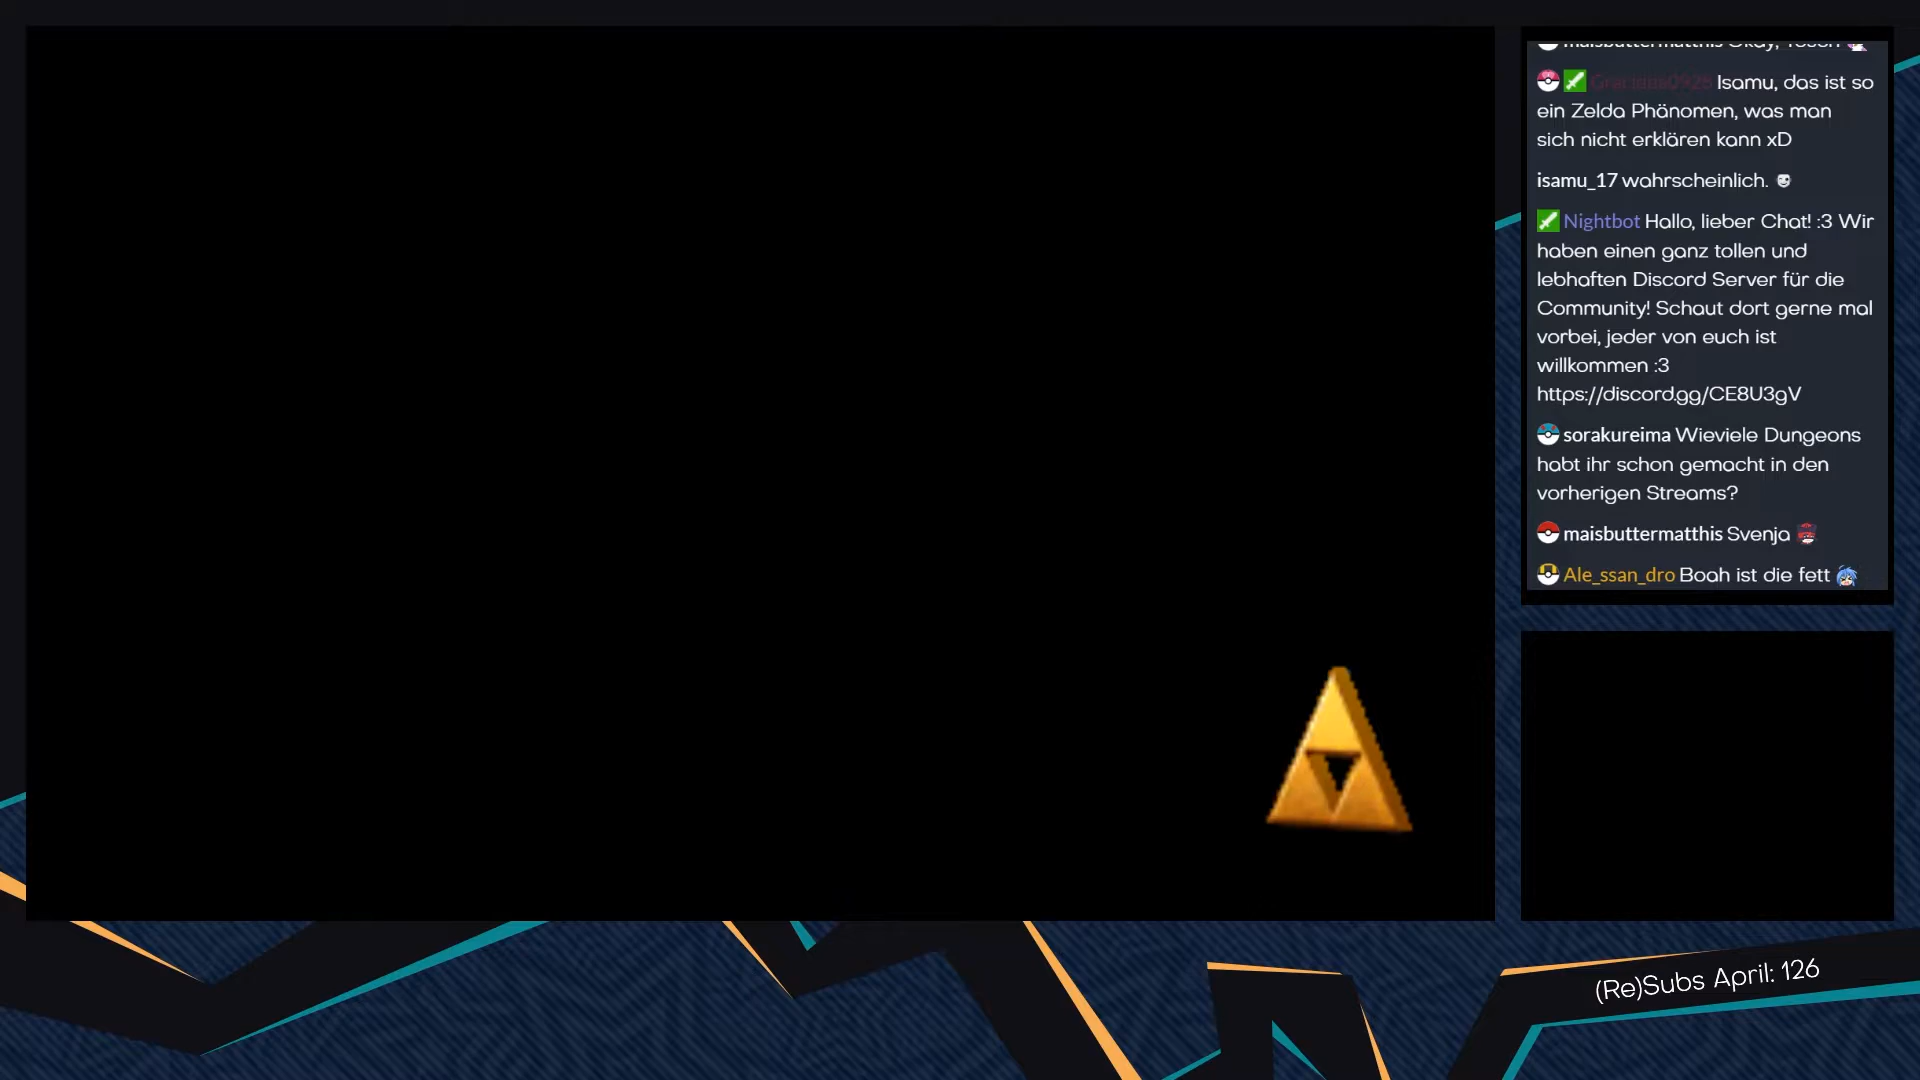 Isamu, das ist so
ein Zelda Phänomen, was man
sich nicht erklären kann xD
isamu_17 wahrscheinlich.
Nightbot Hallo, lieber Chat! :3 Wir
haben einen ganz tollen und
lebhaften Discord Server für die
Community! Schaut dort gerne mal
vorbei, jeder von euch ist
willkommen :3
https://discord.gg/CE8U3gV
sorakureima Wieviele Dungeons
habt ihr schon gemacht in den
vorherigen Streams?
maisbuttermatthis Svenja
Ale_ssan_dro Boah ist die fett
(Re)Subs April: 126